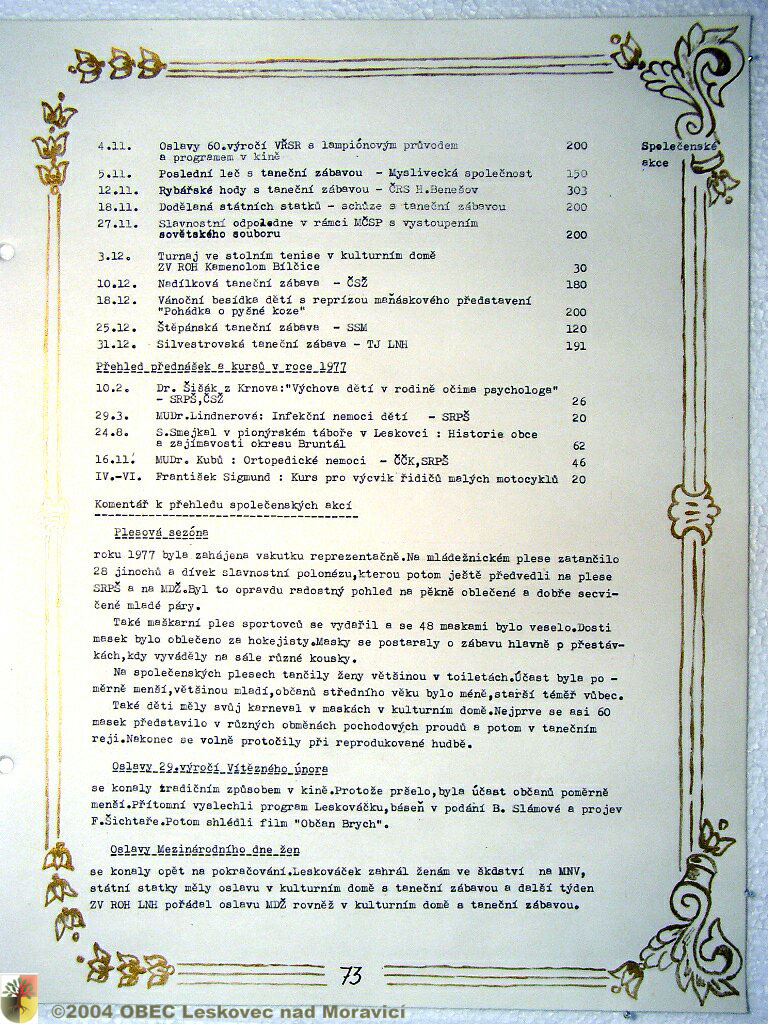 4.11. Oslavy 60.výročí VŘSR s lampiónovým průvodem
a programem v kině 200
Společenské
akce
5.11. Poslední leč s taneční zábavou - Myslivecká společnost 150
12.11. Rybářské hody s taneční zábavou - ČRS H.Benešov 303
18.11. Dodělaná státních statků - schůze s taneční zábavou 200
27.11. Slavnostní odpoledne v rámci MČSP s vystoupením
sovětského souboru 200
3.12. Turnaj ve stolním tenise v kulturním domě
ZV ROH Kamenolom Bílčice 30
10.12. Nadílková taneční zábava - ČSŽ 180
18.12. Vánoční besídka dětí s reprízou maňáskového představení
"Pohádka o pyšné koze" 200
25.12. Štěpánská taneční zábava - SSM 120
31.12. Silvestrovská taneční zábava - TJ LNH 191
Přehled přednášek a kursů v roce 1977
10.2. Dr. Šišák z Krnova:"Výchova dětí v rodině očima psychologa"
- SRPŠ,ČSŽ 26
29.3. MUDr.Lindnerová: Infekční nemoci dětí - SRPŠ 20
24.8. S.Smejkal v pionýrském táboře v Leskovci : Historie obce
a zajímavosti okresu Bruntál 62
16.11. MUDr. Kubů : Ortopedické nemoci - ČČK,SRPŠ 46
IV.-VI. František Sigmund : Kurs pro výcvik řidičů malých motocyklů 20
Komentář k přehledu společenských akcí
Plesová sezóna
roku 1977 byla zahájena vskutku reprezentačně.Na mládežnickém plese zatančilo
28 jinochů a dívek slavnostní polonézu,kterou potom ještě předvedli na plese
SRPŠ a na MDŽ.Byl to opravdu radostný pohled na pěkně oblečené a dobře secvi-
čené mladé páry.
Také maškarní ples sportovců se vydařil a se 48 maskami bylo veselo.Dosti
masek bylo oblečeno za hokejisty.Masky se postaraly o zábavu hlavně p přestáv-
kách,kdy vyváděly na sále různé kousky.
Na společenských plesech tančily ženy většinou v toiletách.Účast byla po -
měrně menší,většinou mladí,občanů středního věku bylo méně,starší téměř vůbec.
Také děti měly svůj karneval v maskách v kulturním domě.Nejprve se asi 60
masek představilo v různých obměnách pochodových proudů a potom v tanečním
reji.Nakonec se volně protočily při reprodukované hudbě.
Oslavy 29.výročí Vítězného února
se konaly tradičním způsobem v kině.Protože pršelo,byla účast občanů poměrně
menší.Přítomní vyslechli program Leskováčku,báseň v podání B. Slámové a projev
F.Šichtaře.Potom shlédli film "Občan Brych".
Oslavy Mezinárodního dne žen
se konaly opět na pokračování.Leskováček zahrál ženám ve škdství na MNV,
státní statky měly oslavu v kulturním domě s taneční zábavou a další týden
ZV ROH LNH pořádal oslavu MDŽ rovněž v kulturním domě s taneční zábavou.
73
©2004 OBEC Leskovec nad Moravicí